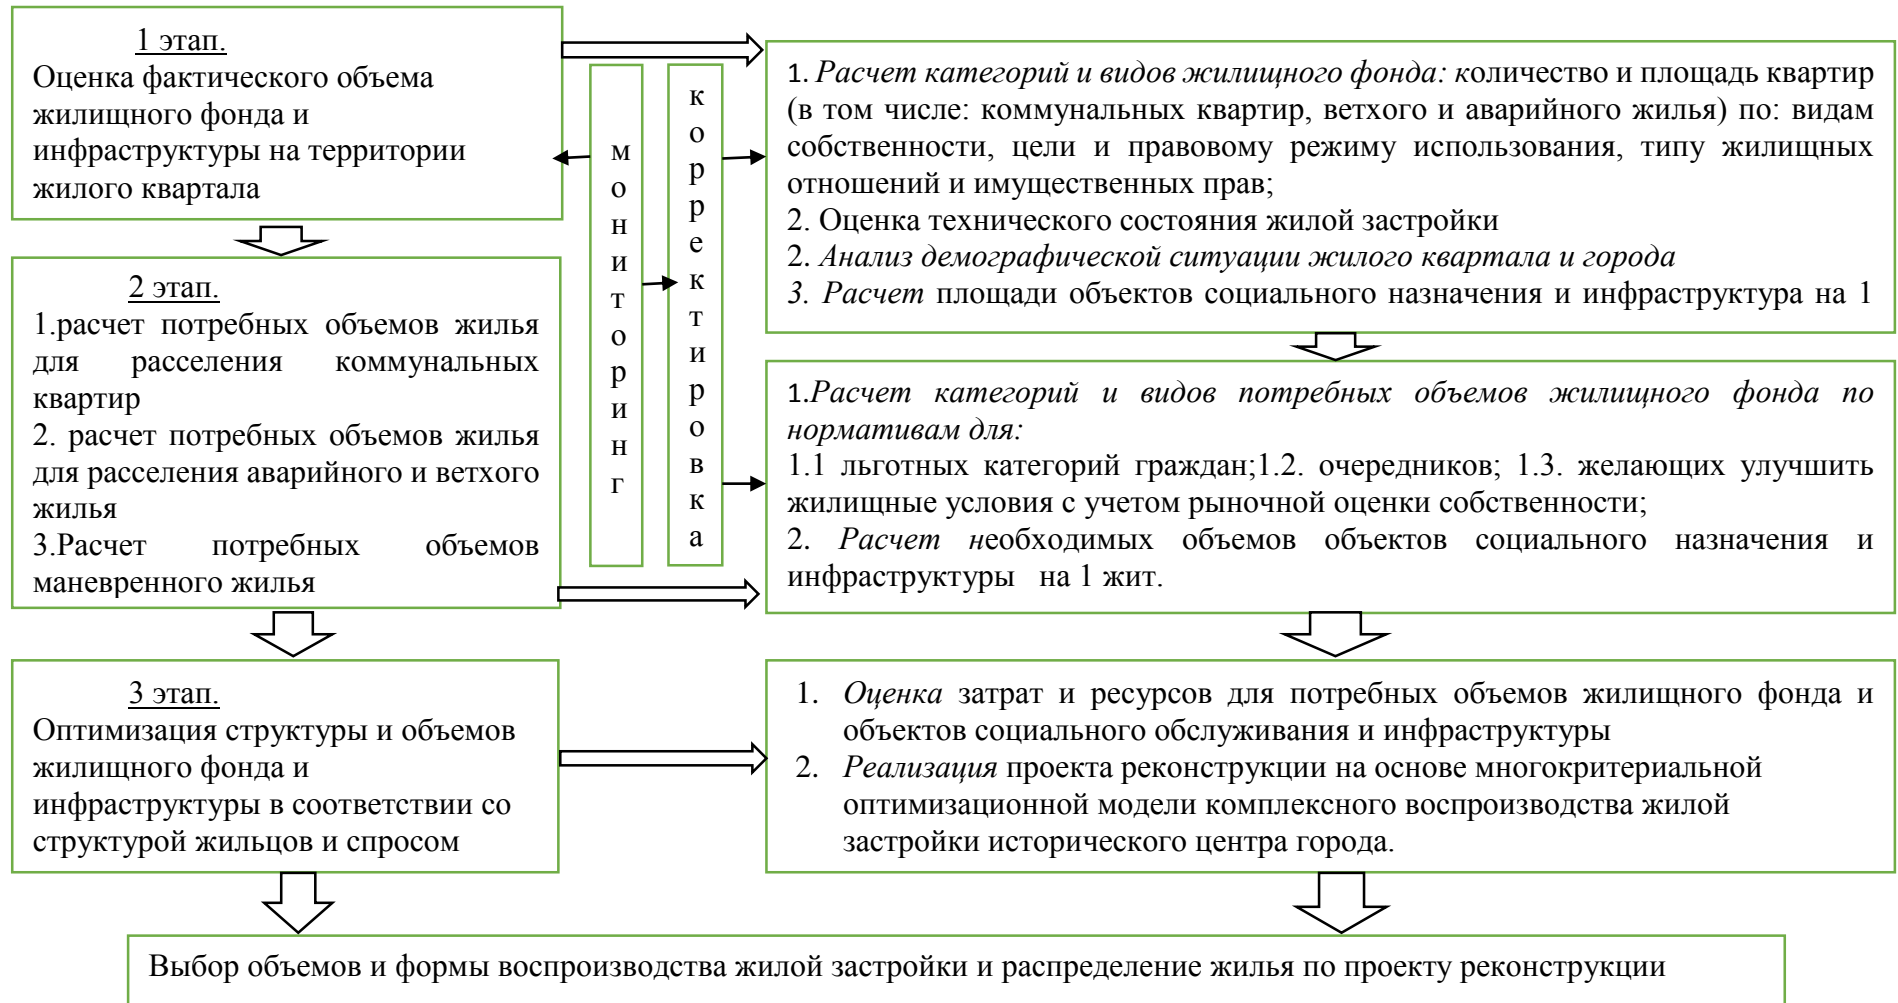 1 этап.
Оценка фактического объема
жилищного фонда и
инфраструктуры на территории
жилого квартала
мониторинг
корректировка
1. Расчет категорий и видов жилищного фонда: количество и площадь квартир
(в том числе: коммунальных квартир, ветхого и аварийного жилья) по: видам
собственности, цели и правовому режиму использования, типу жилищных
отношений и имущественных прав;
2. Оценка технического состояния жилой застройки
2. Анализ демографической ситуации жилого квартала и города
3. Расчет площади объектов социального назначения и инфраструктура на 1
2 этап.
1.расчет потребных объемов жилья
для расселения коммунальных
квартир
2. расчет потребных объемов жилья
для расселения аварийного и ветхого
жилья
3.Расчет потребных объемов
маневренного жилья
1.Расчет категорий и видов потребных объемов жилищного фонда по
нормативам для:
1.1 льготных категорий граждан;1.2. очередников; 1.3. желающих улучшить
жилищные условия с учетом рыночной оценки собственности;
2. Расчет необходимых объемов объектов социального назначения и
инфраструктуры на 1 жит.
3 этап.
Оптимизация структуры и объемов
жилищного фонда и
инфраструктуры в соответствии со
структурой жильцов и спросом
1. Оценка затрат и ресурсов для потребных объемов жилищного фонда и
объектов социального обслуживания и инфраструктуры
2. Реализация проекта реконструкции на основе многокритериальной
оптимизационной модели комплексного воспроизводства жилой
застройки исторического центра города.
Выбор объемов и формы воспроизводства жилой застройки и распределение жилья по проекту реконструкции